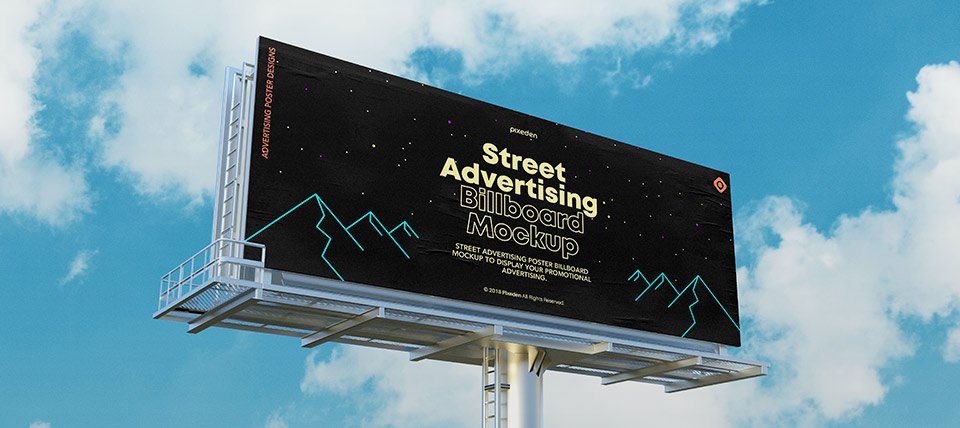 ADVERTISING POSTER DESIGNS
pixeden
Street
Advertising
Billboard
Mockup
STREET ADVERTISING POSTER BILLBOARD
MOCKUP TO DISPLAY YOUR PROMOTIONAL
ADVERTISING.
© 2018 Pixeden All Rights Reserved.